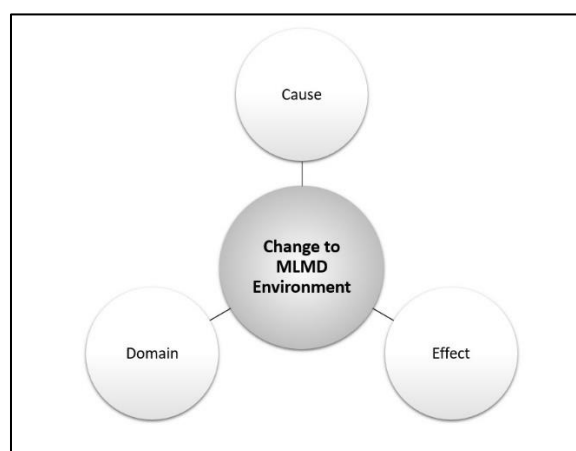 Cause
Change to
MLMD
Environment
Domain
Effect